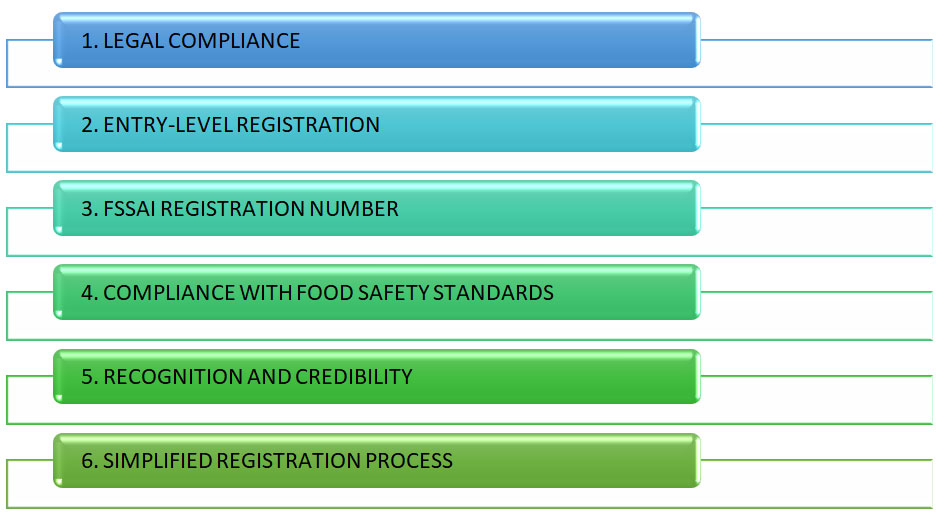 1. LEGAL COMPLIANCE
2. ENTRY-LEVEL REGISTRATION
3. FSSAI REGISTRATION NUMBER
4. COMPLIANCE WITH FOOD SAFETY STANDARDS
5. RECOGNITION AND CREDIBILITY
6. SIMPLIFIED REGISTRATION PROCESS